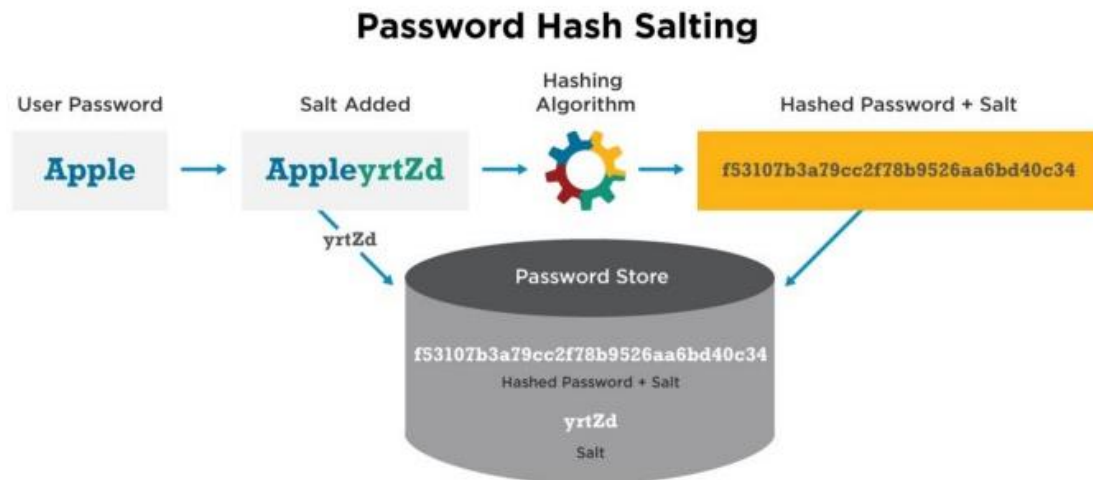 Password Hash Salting
User Password
Salt Added
Hashing
Algorithm
Hashed Password + Salt
Apple
AppleyrtZd
f53107b3a79cc2f78b9526aa6bd40c34
yrtZd
Password Store
f53107b3a79cc2f78b9526aa6bd40c34
Hashed Password + Salt
yrtZd
Salt